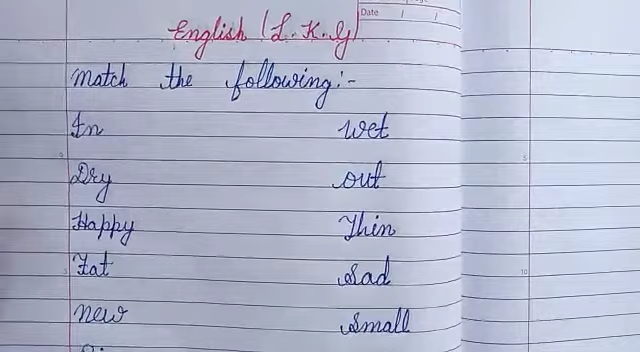 Date / /
English (L.K.G)
Match the following:-
In wet
Dry out
Happy Thin
Fat Sad
new Small